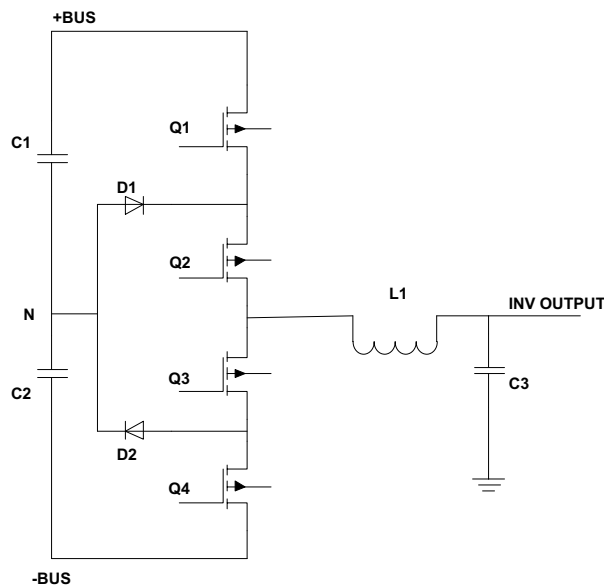 +BUS
Q1
C1
D1
Q2
L1
N
INV OUTPUT
C2
Q3
C3
D2
Q4
-BUS